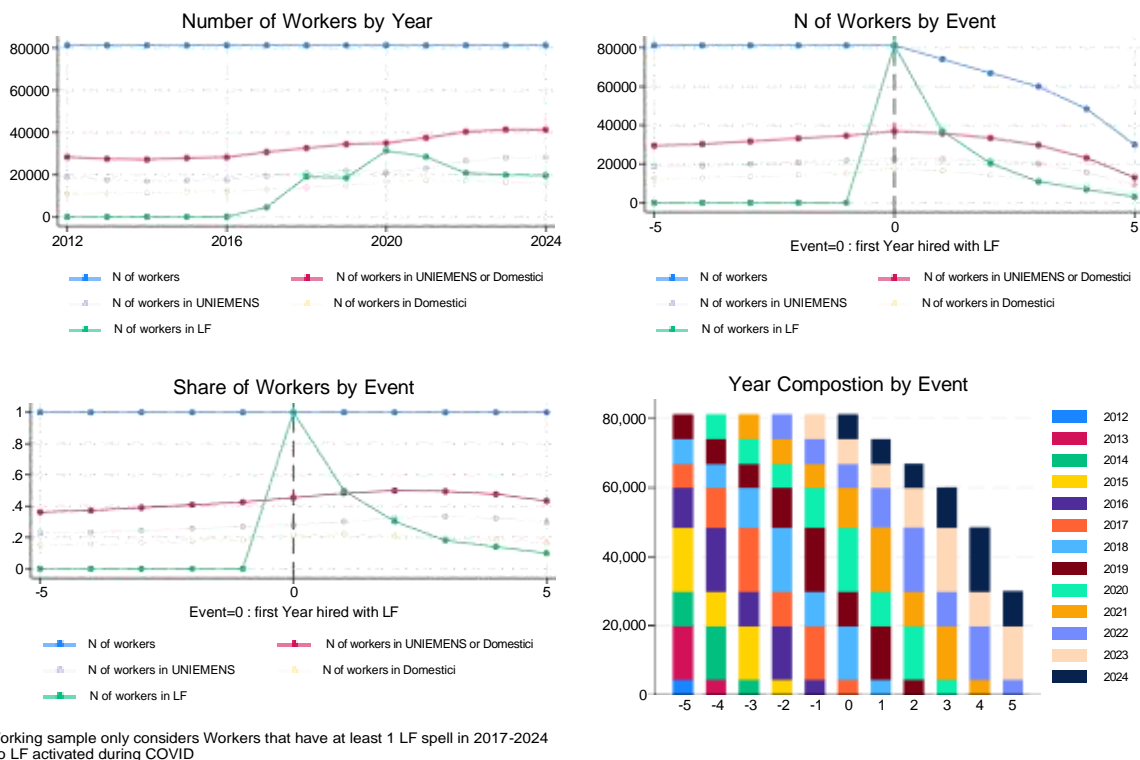 Number of Workers by Year
80000
60000
40000
20000
0
2012
2016
2020
2024
N of workers
N of workers in UNIEMENS or Domestici
N of workers in UNIEMENS
N of workers in Domestici
N of workers in LF
N of Workers by Event
80000
60000
40000
20000
0
-5
0
5
Event=0 : first Year hired with LF
N of workers
N of workers in UNIEMENS or Domestici
N of workers in UNIEMENS
N of workers in Domestici
N of workers in LF
Share of Workers by Event
1
.8
.6
.4
.2
0
-5
0
5
Event=0 : first Year hired with LF
N of workers
N of workers in UNIEMENS or Domestici
N of workers in UNIEMENS
N of workers in Domestici
N of workers in LF
Year Compostion by Event
80,000
60,000
40,000
20,000
0
-5 -4 -3 -2 -1 0 1 2 3 4 5
2012
2013
2014
2015
2016
2017
2018
2019
2020
2021
2022
2023
2024
orking sample only considers Workers that have at least 1 LF spell in 2017-2024
o LF activated during COVID